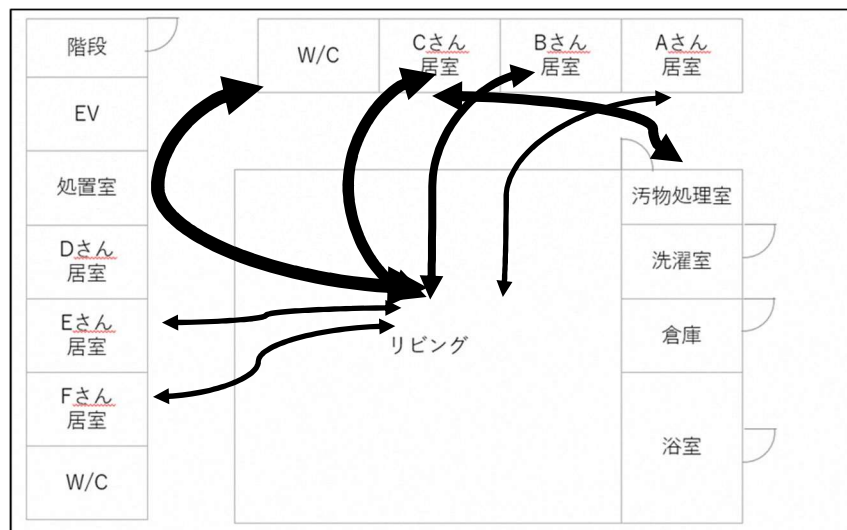 階段
EV
処置室
Dさん
居室
Eさん
居室
Fさん
居室
W/C
W/C
Cさん
居室
Bさん
居室
Aさん
居室
汚物処理室
洗濯室
倉庫
浴室
リビング